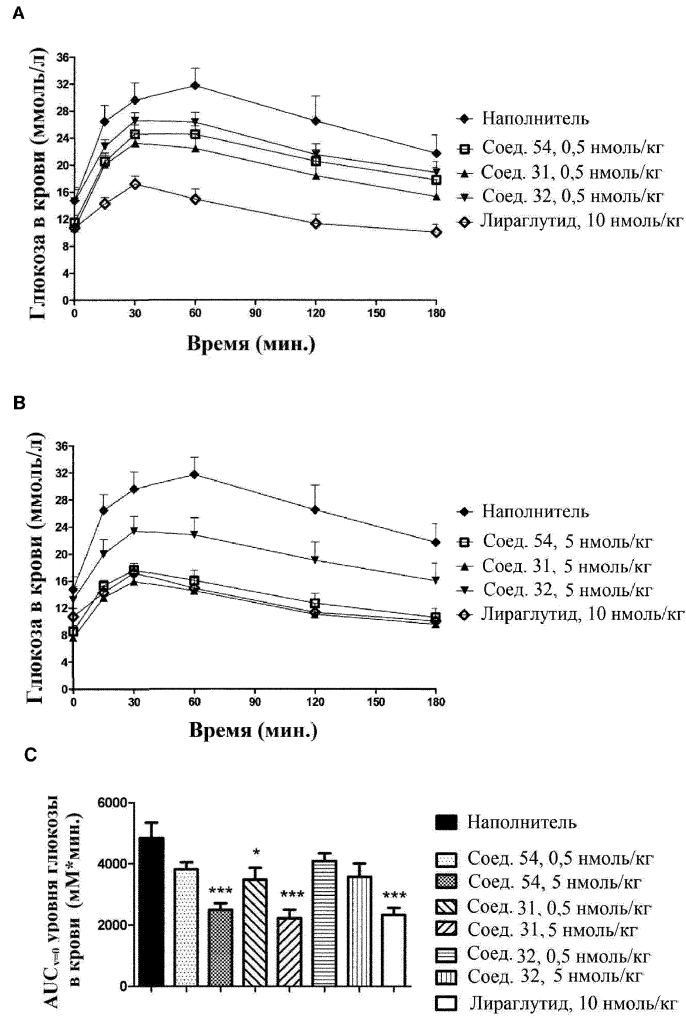 A
Глюкоза в крови (ммоль/л)
36
32
28
24
20
16
12
8
4
0
0 30 60 90 120 150 180
Время (мин.)
Наполнитель
Соед. 54, 0,5 нмоль/кг
Соед. 31, 0,5 нмоль/кг
Соед. 32, 0,5 нмоль/кг
Лираглутид, 10 нмоль/кг
B
Глюкоза в крови (ммоль/л)
36
32
28
24
20
16
12
8
4
0
0 30 60 90 120 150 180
Время (мин.)
Наполнитель
Соед. 54, 5 нмоль/кг
Соед. 31, 5 нмоль/кг
Соед. 32, 5 нмоль/кг
Лираглутид, 10 нмоль/кг
C
AUCv=0 уровня глюкозы
в крови (мМ*мин.)
6000
4000
2000
0
*** * *** ***
Наполнитель
Соед. 54, 0,5 нмоль/кг
Соед. 54, 5 нмоль/кг
Соед. 31, 0,5 нмоль/кг
Соед. 31, 5 нмоль/кг
Соед. 32, 0,5 нмоль/кг
Соед. 32, 5 нмоль/кг
Лираглутид, 10 нмоль/кг